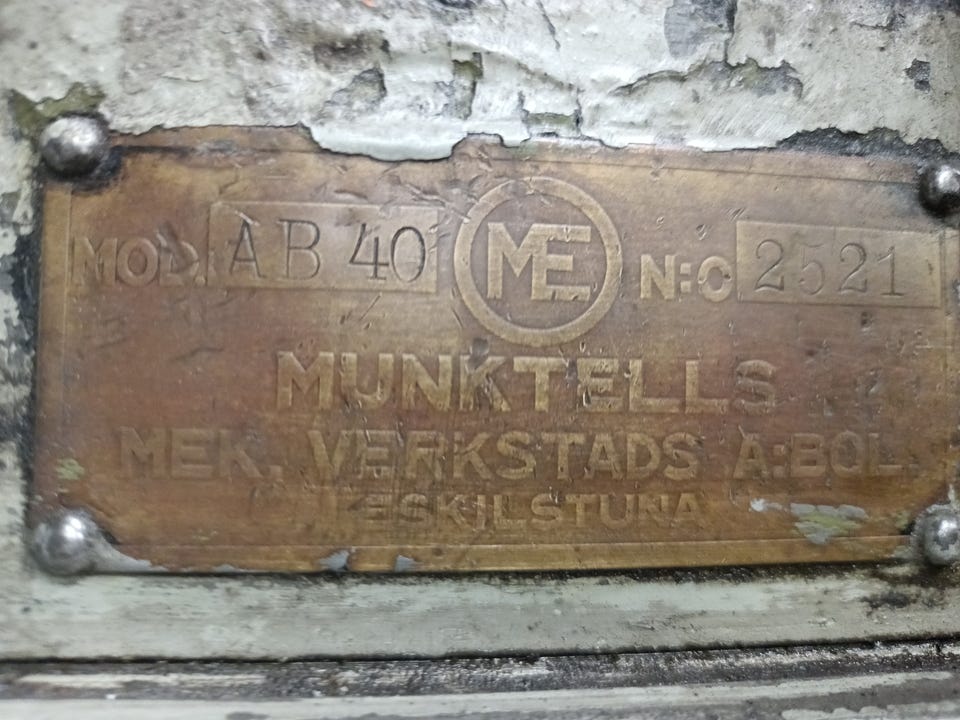 MOD. AB 40 ME N:O 2521
MUNKTELLS
MEK. VERKSTADS A:BOL.
ESKILSTUNA